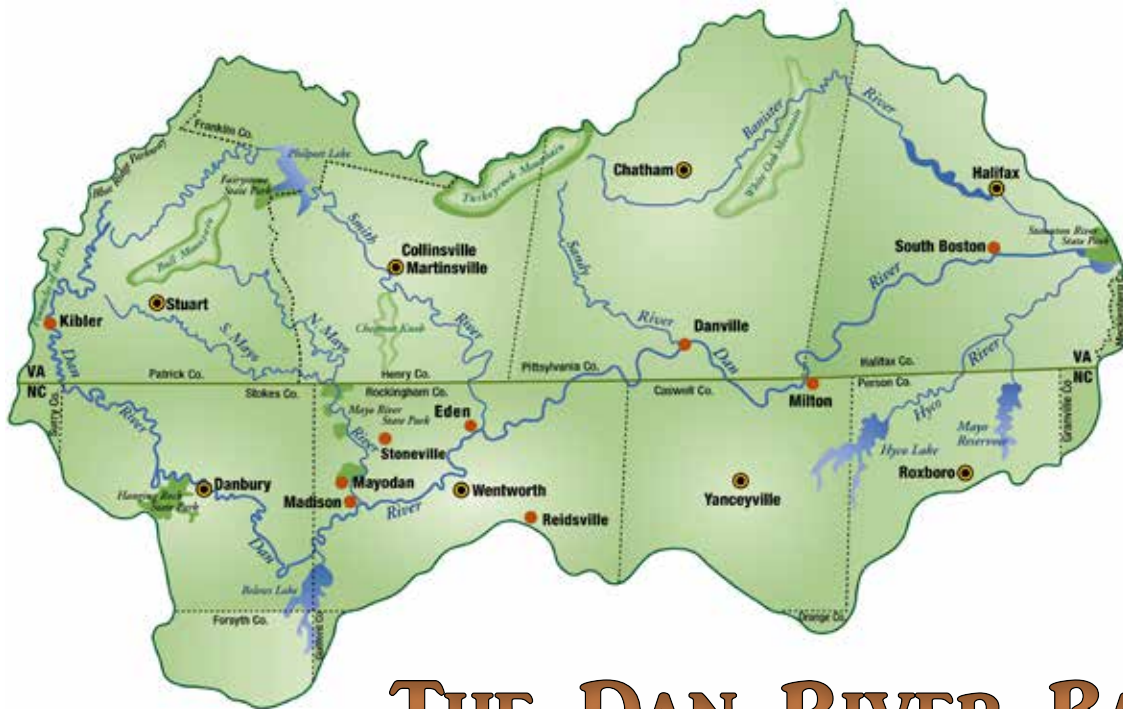 Franklin Co.
Blue Ridge Parkway
Philpott Lake
Fairystone
State Park
Turkeycock Mountain
Bull Mountain
Chatham
Banister
River
White Oak Mountain
Halifax
Staunton River
State Park
South Boston
River
Smith
Collinsville
Martinsville
River
Sandy
River
Stuart
Kibler
Dan
S. Mayo
N. Mayo
Danville
Dan
VA
NC
Patrick Co.
Henry Co.
Pittsylvania Co.
Halifax Co.
VA
NC
Stokes Co.
Rockingham Co.
Caswell Co.
Person Co.
Granville Co
River
Mayo River
State Park
River
Eden
Stoneville
Milton
Hyco
River
Mayo
Reservoir
Hyco Lake
Roxboro
Hanging Rock
State Park
Danbury
Mayodan
Madison
River
Wentworth
Reidsville
Yanceyville
Dan
Belews Lake
Forsyth Co.
Orange Co.
THE DAN RIVER